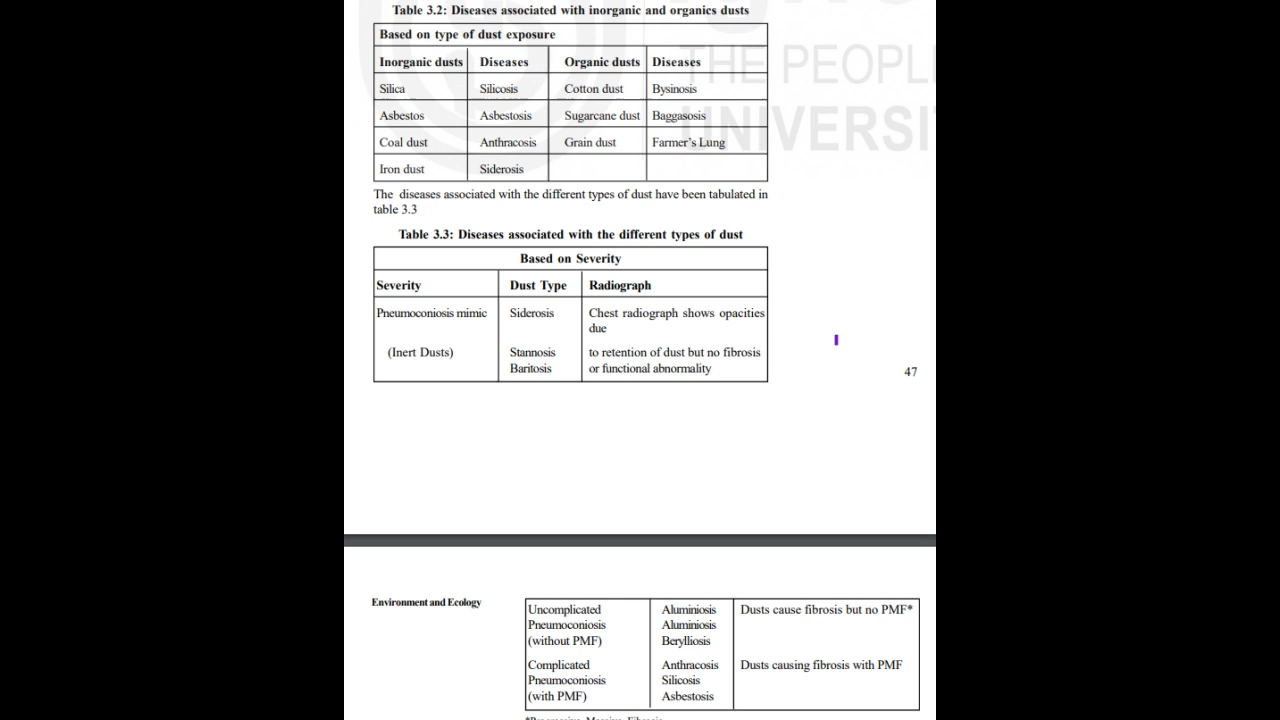 Table 3.2: Diseases associated with inorganic and organics dusts
Based on type of dust exposure
Inorganic dusts Diseases Organic dusts Diseases
Silica Silicosis Cotton dust Bysinosis
Asbestos Asbestosis Sugarcane dust Baggasosis
Coal dust Anthracosis Grain dust Farmer's Lung
Iron dust Siderosis
THE PEOPL
UNIVERSI
The diseases associated with the different types of dust have been tabulated in
table 3.3
Table 3.3: Diseases associated with the different types of dust
Based on Severity
Severity Dust Type Radiograph
Pneumoconiosis mimic Siderosis Chest radiograph shows opacities
due
(Inert Dusts) Stannosis to retention of dust but no fibrosis
Baritosis or functional abnormality
47
Environment and Ecology
Uncomplicated Aluminiosis Dusts cause fibrosis but no PMF*
Pneumoconiosis Aluminiosis
(without PMF) Berylliosis
Complicated Anthracosis Dusts causing fibrosis with PMF
Pneumoconiosis Silicosis
(with PMF) Asbestosis
*Progressive Massive Fibrosis